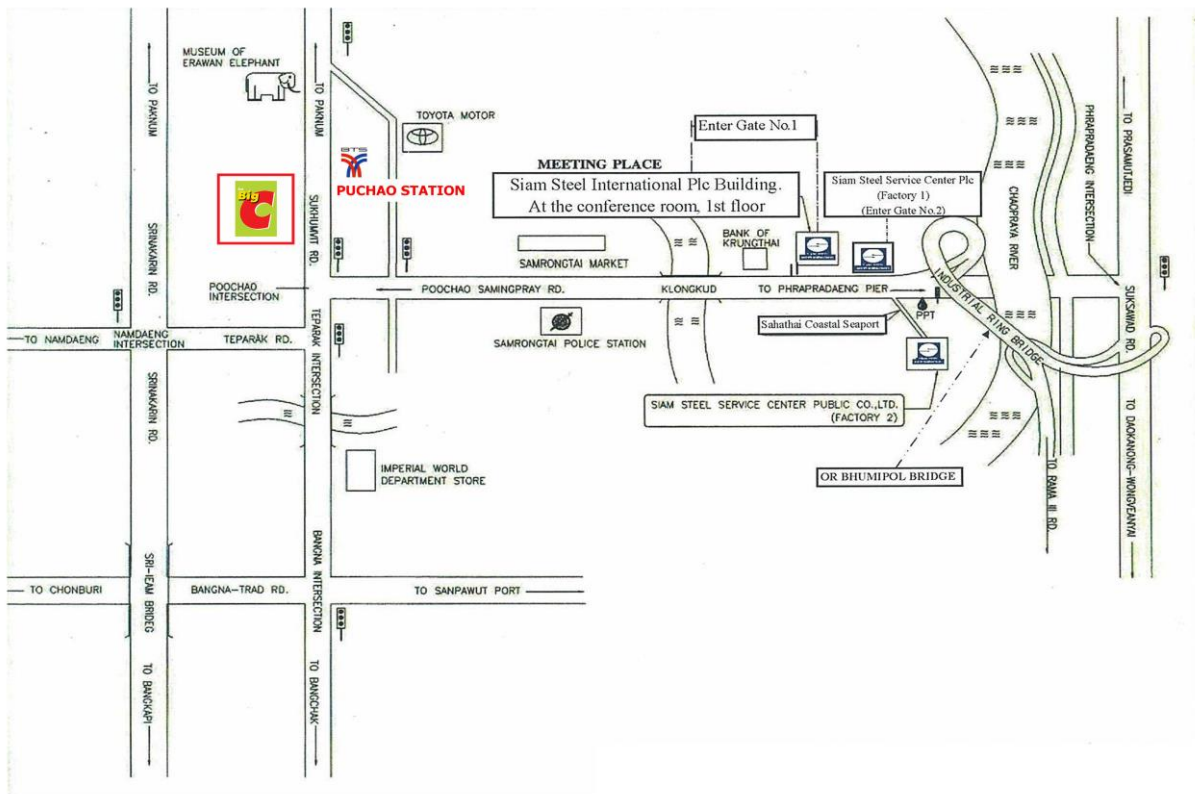 MUSEUM OF
ERAWAN ELEPHANT
TO PAKNUM
TO PAKNUM
TOYOTA MOTOR
BTS
PUCHAO STATION
Big
C
SRINAKARIN RD.
SUKHUMVIT RD.
MEETING PLACE
Siam Steel International Plc Building.
At the conference room, 1st floor
Enter Gate No.1
Siam Steel Service Center Plc
(Factory 1)
(Enter Gate No.2)
BANK OF
KRUNGTHAI
SAMRONGTAI MARKET
CHAOPRAYA RIVER
PHRAPRADAENG INTERSECTION
TO PRASAMUTJEDI
POOCHAO
INTERSECTION
POOCHAO SAMINGPRAY RD.
KLONGKUD
TO PHRAPRADAENG PIER
INDUSTRIAL RING BRIDGE
SUKSAWAD RD.
PPT
Sahathai Coastal Seaport
TO NAMDAENG
NAMDAENG
INTERSECTION
TEPARAK RD.
TEPARAK INTERSECTION
SAMRONGTAI POLICE STATION
SRINAKARIN RD.
SIAM STEEL SERVICE CENTER PUBLIC CO.,LTD.
(FACTORY 2)
TO DAOKANONG-WONGVEANYAI
IMPERIAL WORLD
DEPARTMENT STORE
OR BHUMIPOL BRIDGE
TO RAMA III RD.
BANGNA INTERSECTION
SRI-IEAM BRIDEG
TO CHONBURI
BANGNA-TRAD RD.
TO SANPAWUT PORT
TO BANGKAPI
TO BANGCHAK